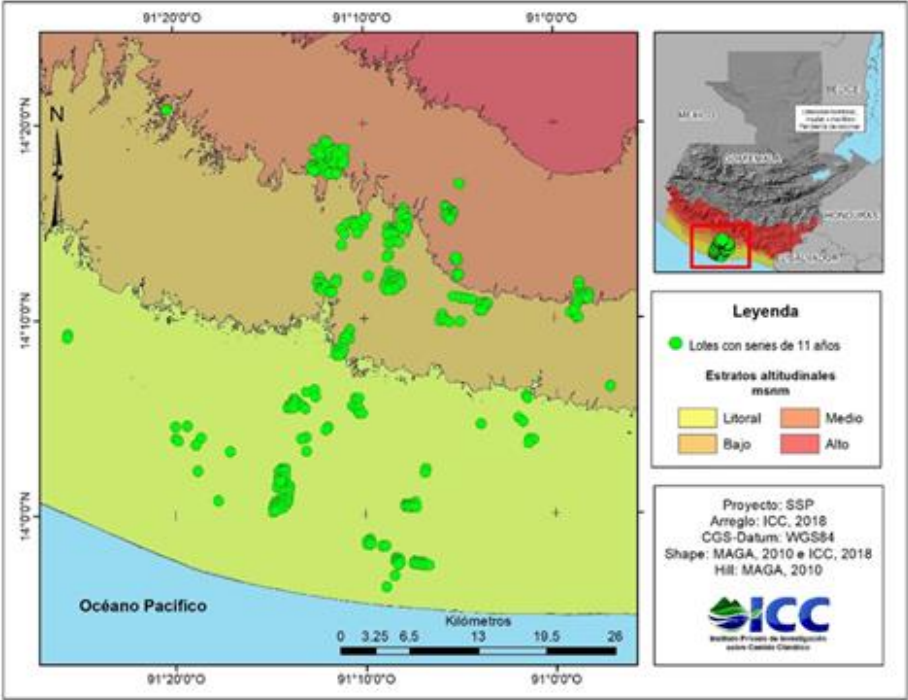 91°20'0"O
91°10'0"O
91°0'0"O
14°20'0"N
14°10'0"N
14°0'0"N
N
Océano Pacifico
Kilómetros
0 3.25 6.5 13 19.5 26
91°20'0"O
91°10'0"O
91°0'0"O
MEXICO
BELICE
GUATEMALA
HONDURAS
EL SALVADOR
Leyenda
Lotes con series de 11 años
Estratos altitudinales
msnm
Litoral
Medio
Bajo
Alto
Proyecto: SSP
Arreglo: ICC, 2018
CGS-Datum: WGS84
Shape: MAGA, 2010 e ICC, 2018
Hill: MAGA, 2010
ICC
Instituto Privado de Investigación
sobre Cambio Climático